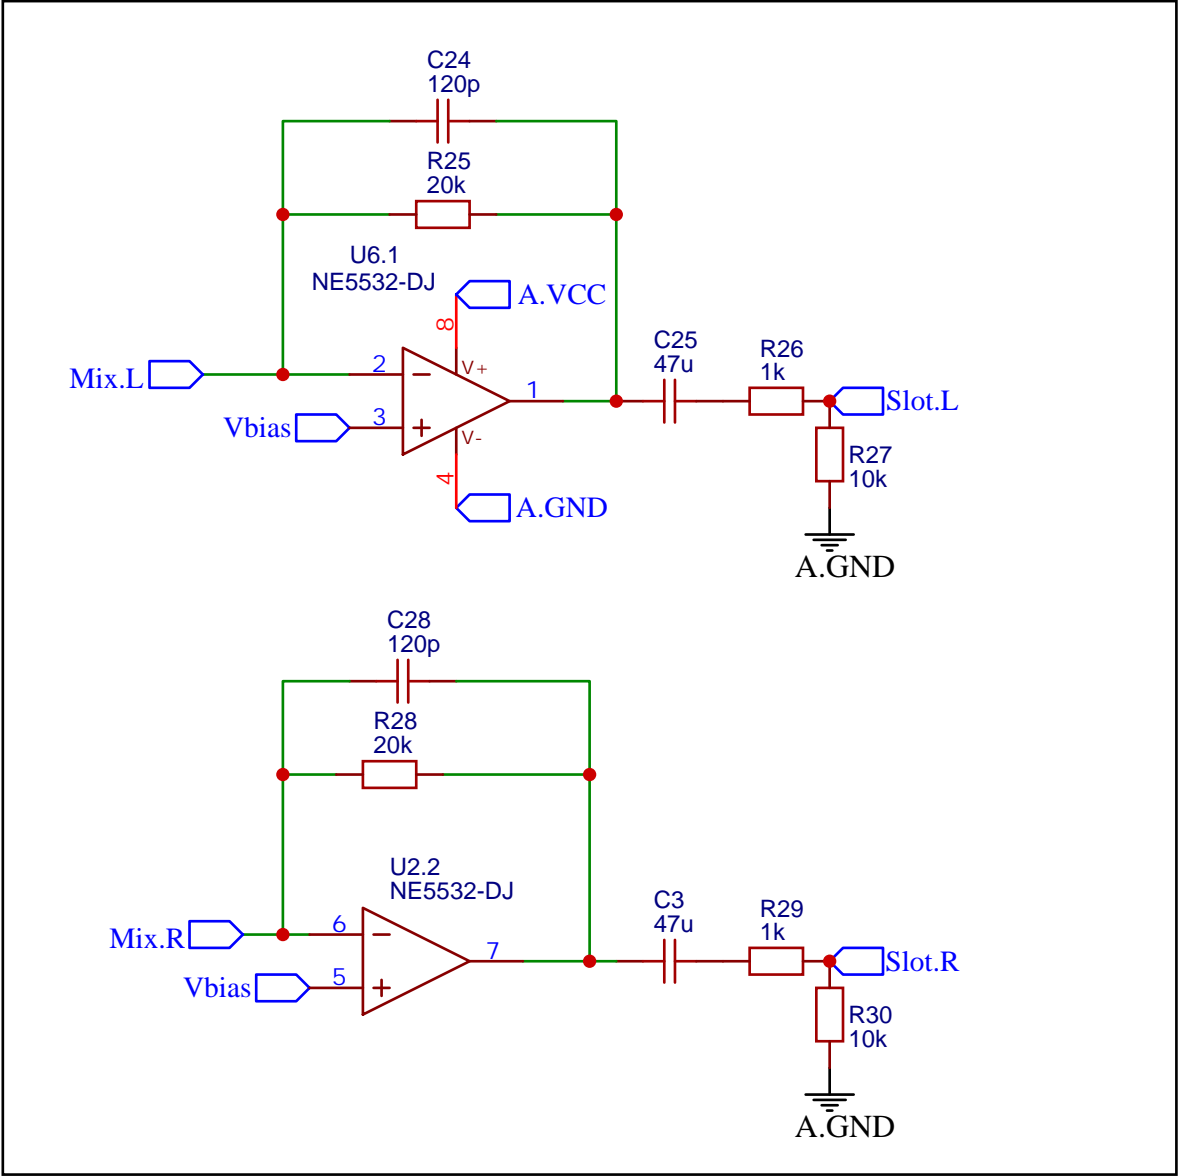 C24
120p
R25
20k
U6.1
NE5532-DJ
A.VCC
8
V+
Mix.L
2
1
Vbias
3
V-
4
A.GND
C25
47u
R26
1k
Slot.L
R27
10k
A.GND
C28
120p
R28
20k
U2.2
NE5532-DJ
Mix.R
6
7
Vbias
5
C3
47u
R29
1k
Slot.R
R30
10k
A.GND